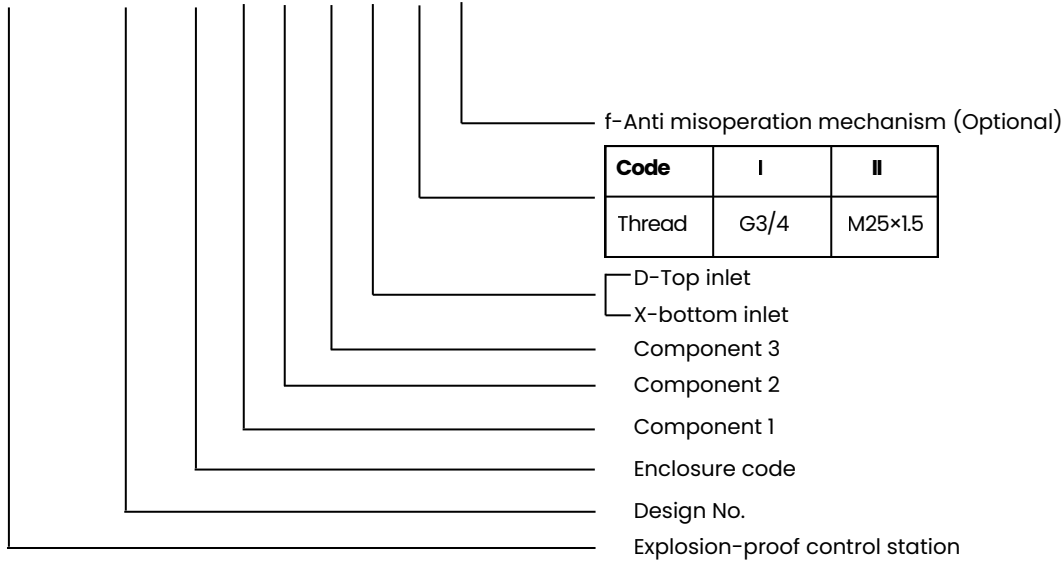 f-Anti misoperation mechanism (Optional)
Code I II
Thread G3/4 M25×1.5
D-Top inlet
X-bottom inlet
Component 3
Component 2
Component 1
Enclosure code
Design No.
Explosion-proof control station